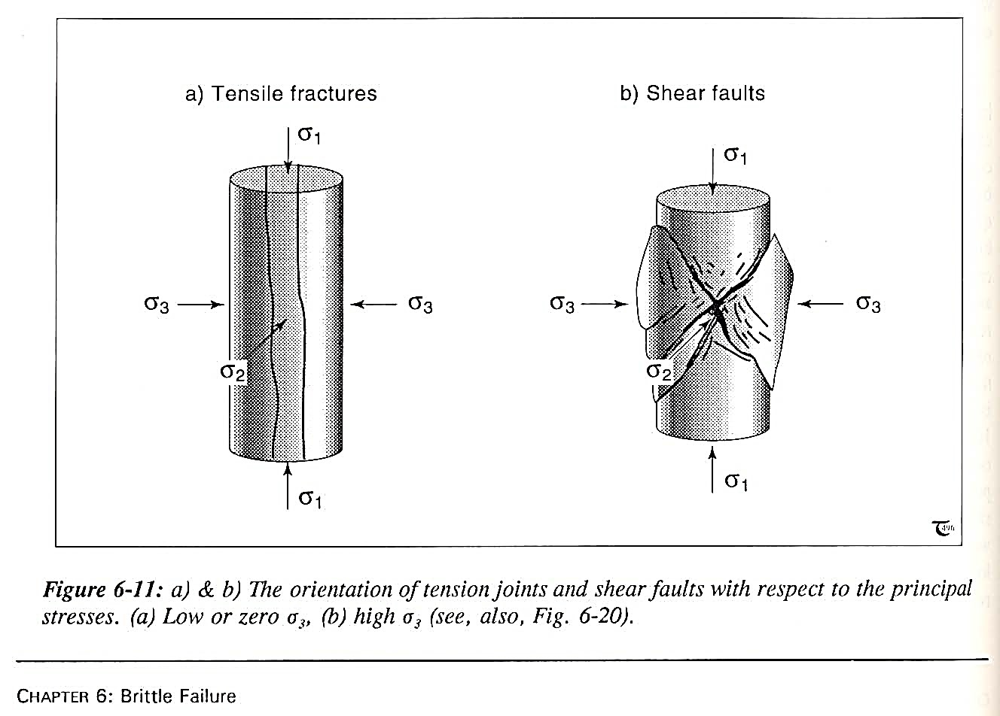 a) Tensile fractures
b) Shear faults
σ1
σ1
σ3
σ3
σ3
σ3
σ2
σ2
σ1
σ1
Figure 6-11: a) & b) The orientation of tension joints and shear faults with respect to the principal
stresses. (a) Low or zero σ3, (b) high σ3 (see, also, Fig. 6-20).
CHAPTER 6: Brittle Failure